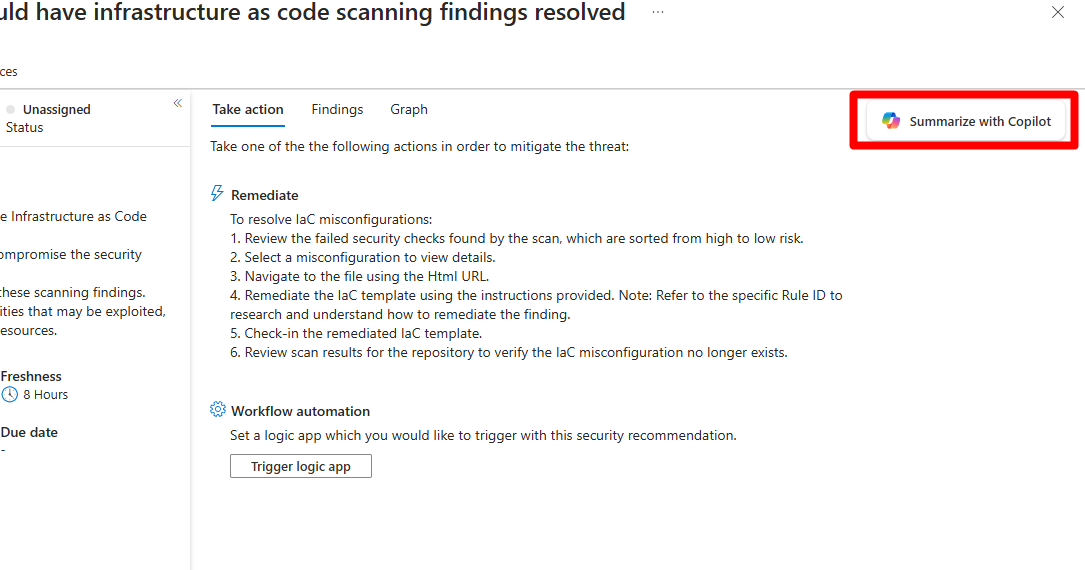 uld have infrastructure as code scanning findings resolved ...
ces
Unassigned
Status
e Infrastructure as Code
ompromise the security
hese scanning findings.
ities that may be exploited,
esources.
Freshness
8 Hours
Due date
-
Take action Findings Graph
Summarize with Copilot
Take one of the the following actions in order to mitigate the threat:
Remediate
To resolve IaC misconfigurations:
1. Review the failed security checks found by the scan, which are sorted from high to low risk.
2. Select a misconfiguration to view details.
3. Navigate to the file using the Html URL.
4. Remediate the IaC template using the instructions provided. Note: Refer to the specific Rule ID to
research and understand how to remediate the finding.
5. Check-in the remediated IaC template.
6. Review scan results for the repository to verify the IaC misconfiguration no longer exists.
Workflow automation
Set a logic app which you would like to trigger with this security recommendation.
Trigger logic app